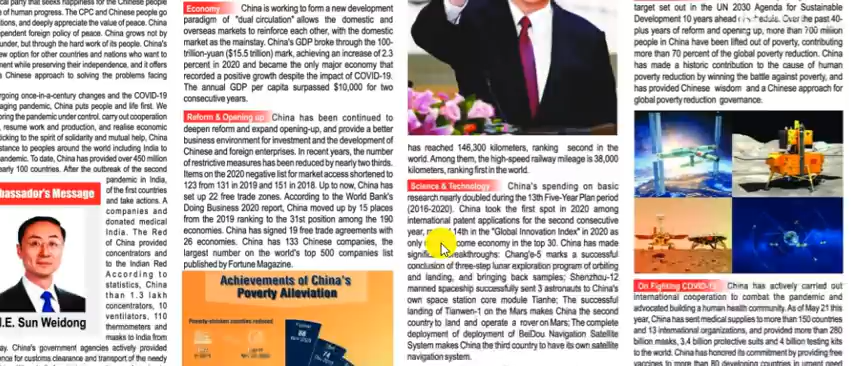 cal party that seeks happiness for the Chinese people
of human progress. The CPC and Chinese people go
tions, and deeply appreciate the value of peace. China
pendent foreign policy of peace. China grows not by
under, but through the hard work of its people. China's
new option for other countries and nations who want to
ment while preserving their independence, and it offers
a Chinese approach to solving the problems facing
rgoing once-in-a-century changes and the COVID-19
aging pandemic, China puts people and life first. We
oring the pandemic under control, carry out cooperation
, resume work and production, and realise economic
ticking to the spirit of solidarity and mutual help, China
stance to peoples around the world including India to
andemic. To date, China has provided over 450 million
early 100 countries. After the outbreak of the second
pandemic in India,
of the first countries
and take actions. A
companies and
donated medical
India. The Red
of China provided
concentrators and
to the Indian Red
According to
statistics, China
than 1.3 lakh
concentrators, 10
ventilators, 110
thermometers and
masks to India from
bassador's Message
H.E. Sun Weidong
ay. China's government agencies actively provided
ence for customs clearance and transport of the needy
Economy China is working to form a new development
paradigm of "dual circulation" allows the domestic and
overseas markets to reinforce each other, with the domestic
market as the mainstay. China's GDP broke through the 100-
trillion-yuan ($15.5 trillion) mark, achieving an increase of 2.3
percent in 2020 and became the only major economy that
recorded a positive growth despite the impact of COVID-19.
The annual GDP per capita surpassed $10,000 for two
consecutive years.
Reform & Opening up China has been continued to
deepen reform and expand opening-up, and provide a better
business environment for investment and the development of
Chinese and foreign enterprises. In recent years, the number
of restrictive measures has been reduced by nearly two thirds.
Items on the 2020 negative list for market access shortened to
123 from 131 in 2019 and 151 in 2018. Up to now, China has
set up 22 free trade zones. According to the World Bank's
Doing Business 2020 report, China moved up by 15 places
from the 2019 ranking to the 31st position among the 190
economies. China has signed 19 free trade agreements with
26 economies. China has 133 Chinese companies, the
largest number on the world's top 500 companies list
published by Fortune Magazine.
Achievements of China's
Poverty Alleviation
Poverty-stricken counties reduced
has reached 146,300 kilometers, ranking second in the
world. Among them, the high-speed railway mileage is 38,000
kilometers, ranking first in the world.
Science & Technology China's spending on basic
research nearly doubled during the 13th Five-Year Plan period
(2016-2020). China took the first spot in 2020 among
international patent applications for the second consecutive
year, 14th in the "Global Innovation Index" in 2020 as
only come economy in the top 30. China has made
breakthroughs: Chang'e-5 marks a successful
conclusion of three-step lunar exploration program of orbiting
and landing, and bringing back samples; Shenzhou-12
manned spaceship successfully sent 3 astronauts to China's
own space station core module Tianhe; The successful
landing of Tianwen-1 on the Mars makes China the second
country to land and operate a rover on Mars; The complete
deployment of deployment of BeiDou Navigation Satellite
System makes China the third country to have its own satellite
navigation system.
target set out in the UN 2030 Agenda for Sustainable
Development 10 years ahead of schedule. Over the past 40-
plus years of reform and opening up, more than 700 million
people in China have been lifted out of poverty, contributing
more than 70 percent of the global poverty reduction. China
has made a historic contribution to the cause of human
poverty reduction by winning the battle against poverty, and
has provided Chinese wisdom and a Chinese approach for
global poverty reduction governance.
On Fighting COVID-19 China has actively carried out
international cooperation to combat the pandemic and
advocated building a human health community. As of May 21 this
year, China has sent medical supplies to more than 150 countries
and 13 international organizations, and provided more than 280
billion masks, 3.4 billion protective suits and 4 billion testing kits
to the world. China has honored its commitment by providing free
vaccines to more than 80 developing countries in urgent need